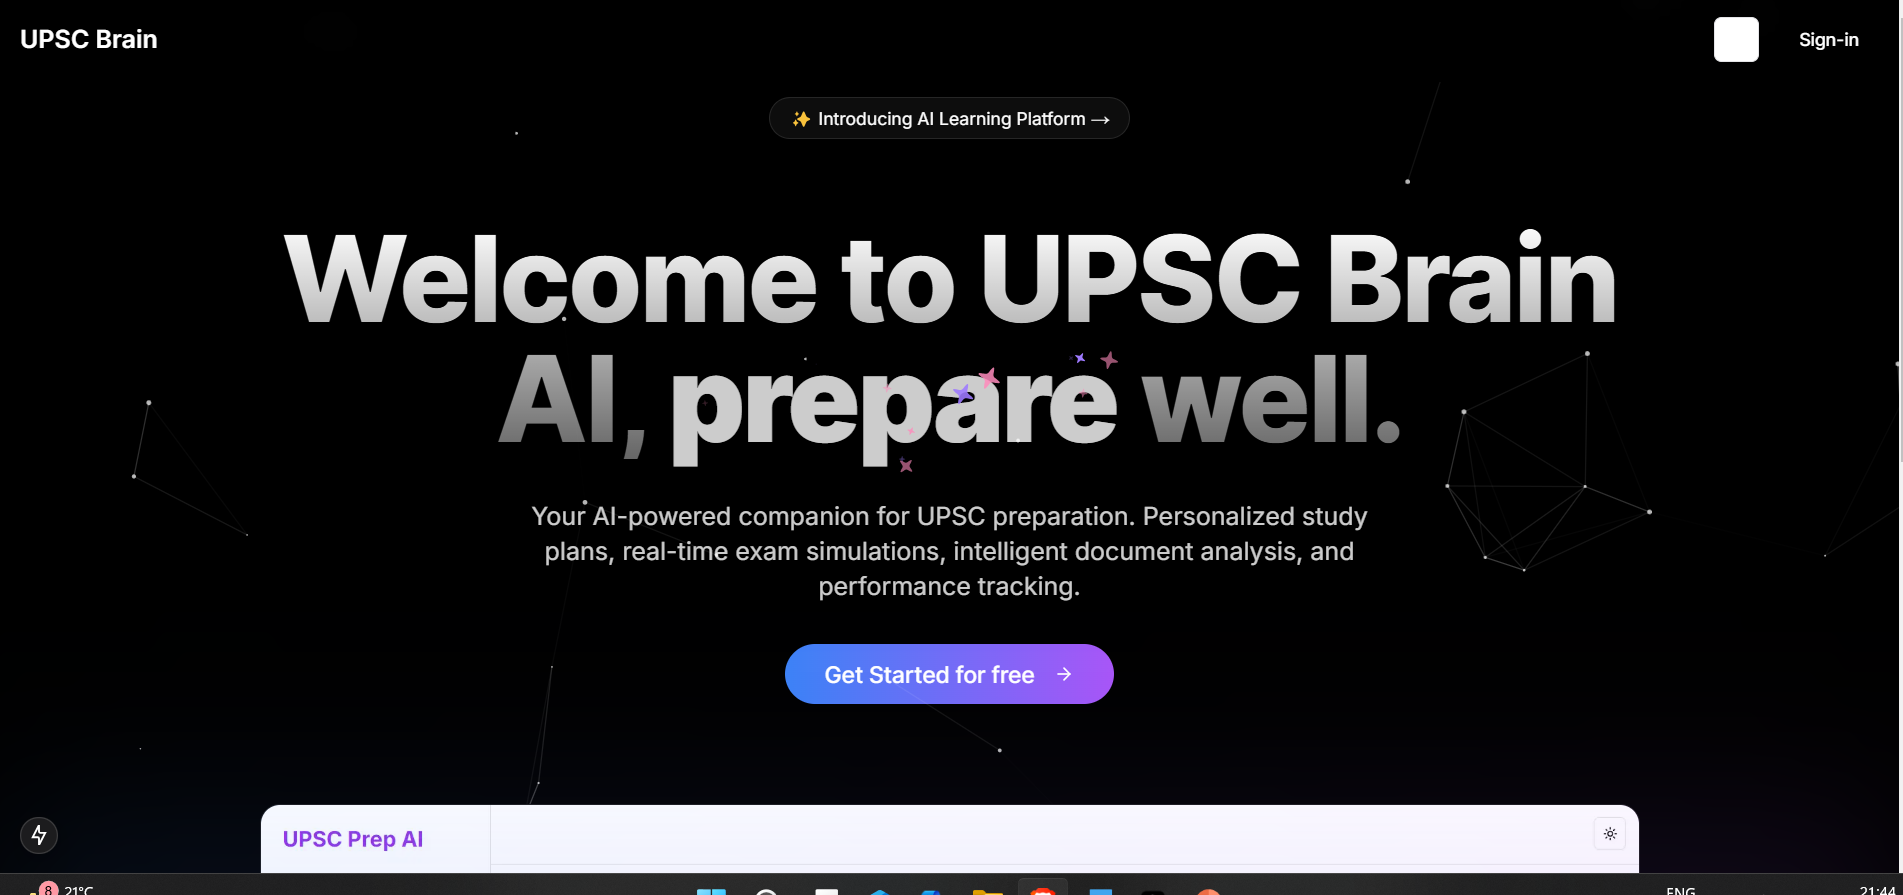 UPSC Brain
Sign-in
✨ Introducing AI Learning Platform →
Welcome to UPSC Brain
AI, prepare well.
Your AI-powered companion for UPSC preparation. Personalized study
plans, real-time exam simulations, intelligent document analysis, and
performance tracking.
Get Started for free →
UPSC Prep AI
8 21°C
ENG
21:44